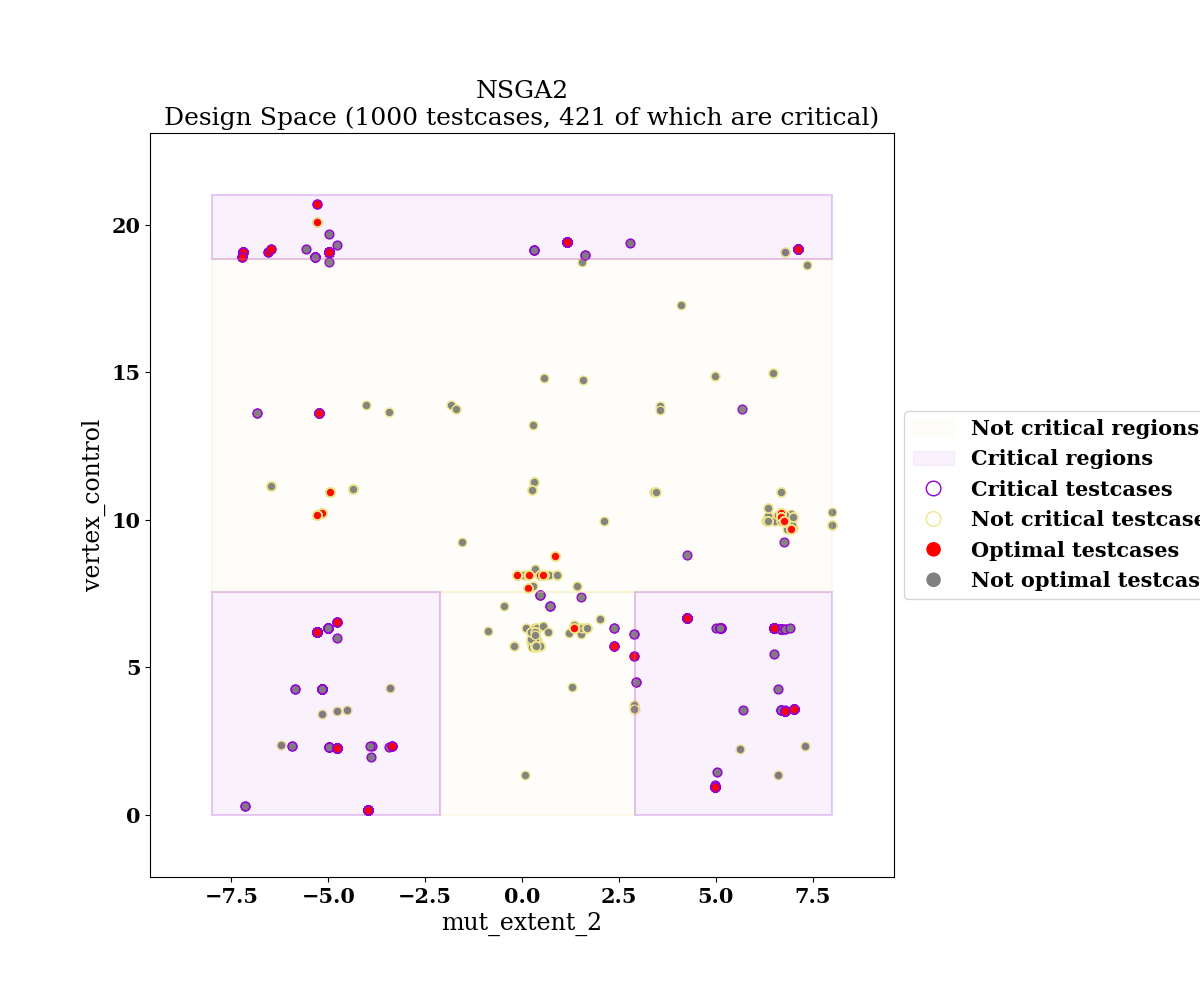 NSGA2
Design Space (1000 testcases, 421 of which are critical)
vertex_control
20
15
10
5
0
−7.5 −5.0 −2.5 0.0 2.5 5.0 7.5
mut_extent_2
Not critical regions
Critical regions
Critical testcases
Not critical testcase
Optimal testcases
Not optimal testcas